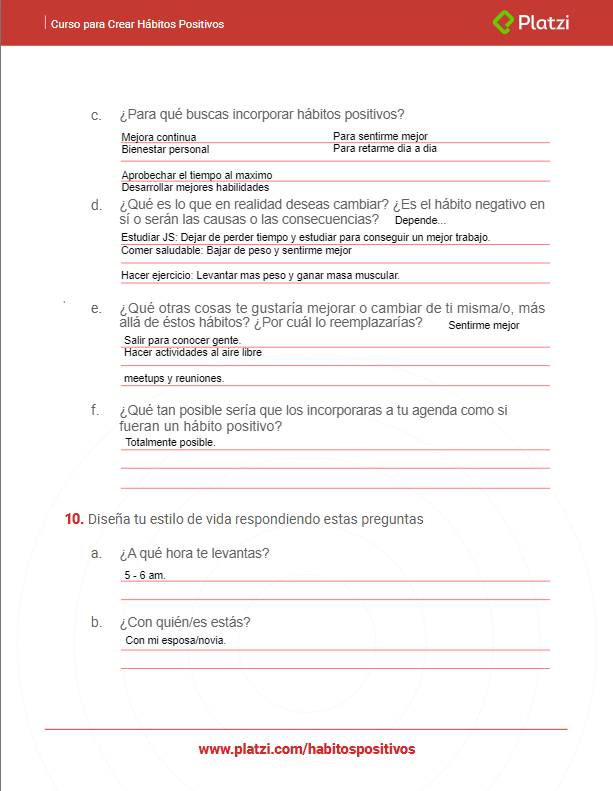 Curso para Crear Hábitos Positivos
Platzi
c. ¿Para qué buscas incorporar hábitos positivos?
Mejora continua Para sentirme mejor
Bienestar personal Para retarme dia a dia
Aprobechar el tiempo al maximo
Desarrollar mejores habilidades
d. ¿Qué es lo que en realidad deseas cambiar? ¿Es el hábito negativo en
sí o serán las causas o las consecuencias? Depende...
Estudiar JS: Dejar de perder tiempo y estudiar para conseguir un mejor trabajo.
Comer saludable: Bajar de peso y sentirme mejor
Hacer ejercicio: Levantar mas peso y ganar masa muscular.
e. ¿Qué otras cosas te gustaría mejorar o cambiar de ti misma/o, más
allá de éstos hábitos? ¿Por cuál lo reemplazarías? Sentirme mejor
Salir para conocer gente.
Hacer actividades al aire libre
meetups y reuniones.
f. ¿Qué tan posible sería que los incorporaras a tu agenda como si
fueran un hábito positivo?
Totalmente posible.
10. Diseña tu estilo de vida respondiendo estas preguntas
a. ¿A qué hora te levantas?
5 - 6 am.
b. ¿Con quién/es estás?
Con mi esposa/novia.
www.platzi.com/habitospositivos